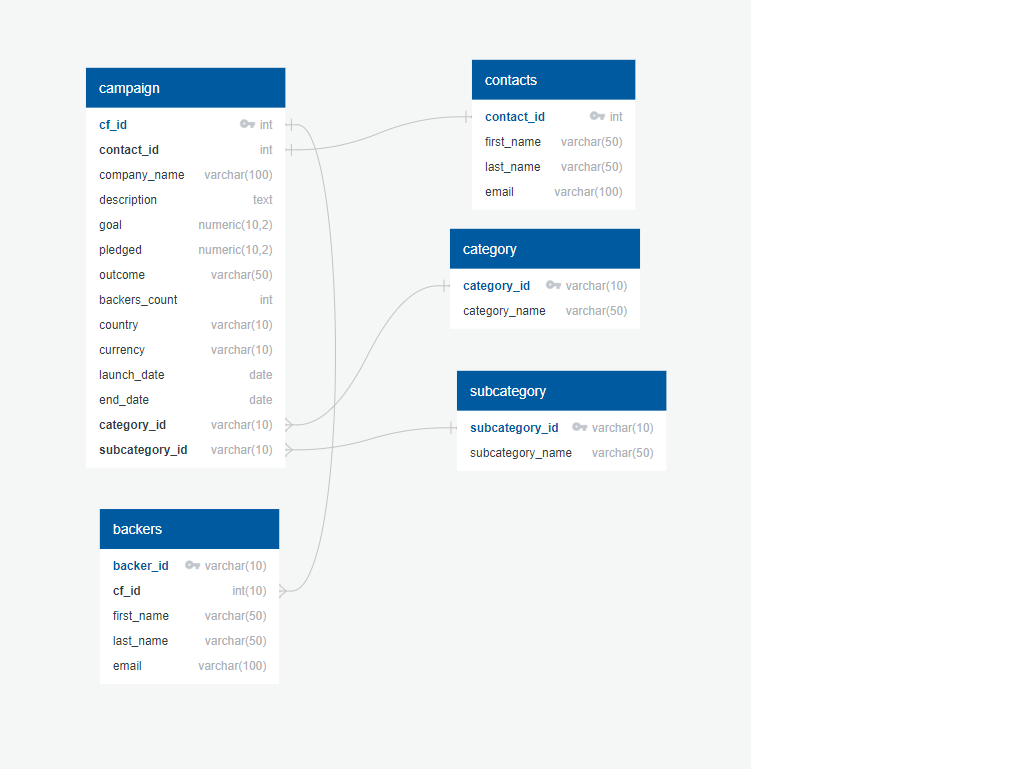 campaign
cf_id int
contact_id int
company_name varchar(100)
description text
goal numeric(10,2)
pledged numeric(10,2)
outcome varchar(50)
backers_count int
country varchar(10)
currency varchar(10)
launch_date date
end_date date
category_id varchar(10)
subcategory_id varchar(10)
contacts
contact_id int
first_name varchar(50)
last_name varchar(50)
email varchar(100)
category
category_id varchar(10)
category_name varchar(50)
subcategory
subcategory_id varchar(10)
subcategory_name varchar(50)
backers
backer_id varchar(10)
cf_id int(10)
first_name varchar(50)
last_name varchar(50)
email varchar(100)